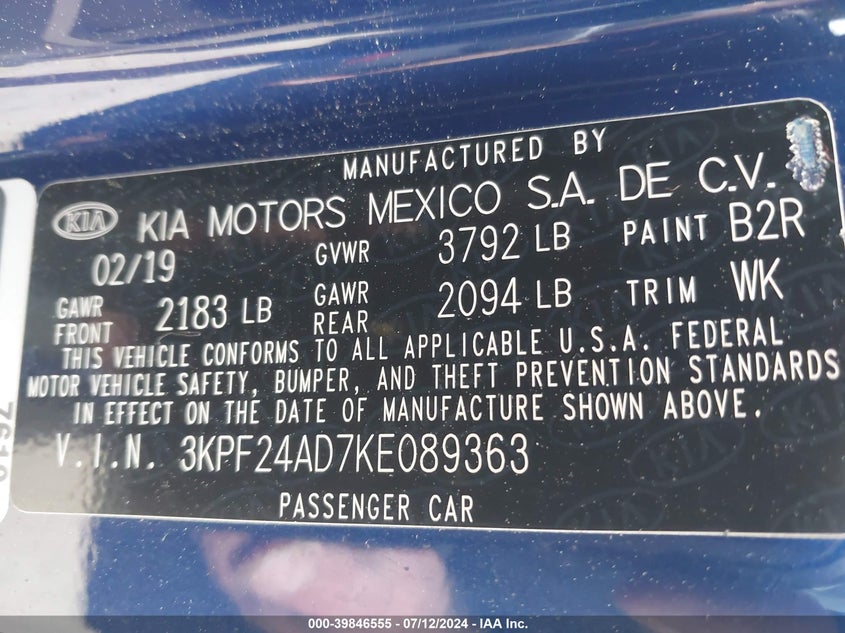 MANUFACTURED BY
KIA KIA MOTORS MEXICO S.A. DE C.V.
02/19 GVWR 3792 LB PAINT B2R
GAWR FRONT 2183 LB GAWR REAR 2094 LB TRIM WK
THIS VEHICLE CONFORMS TO ALL APPLICABLE U.S.A. FEDERAL
MOTOR VEHICLE SAFETY, BUMPER, AND THEFT PREVENTION STANDARDS
IN EFFECT ON THE DATE OF MANUFACTURE SHOWN ABOVE.
V.I.N. 3KPF24AD7KE089363
PASSENGER CAR
000-39846555 - 07/12/2024 - IAA Inc.